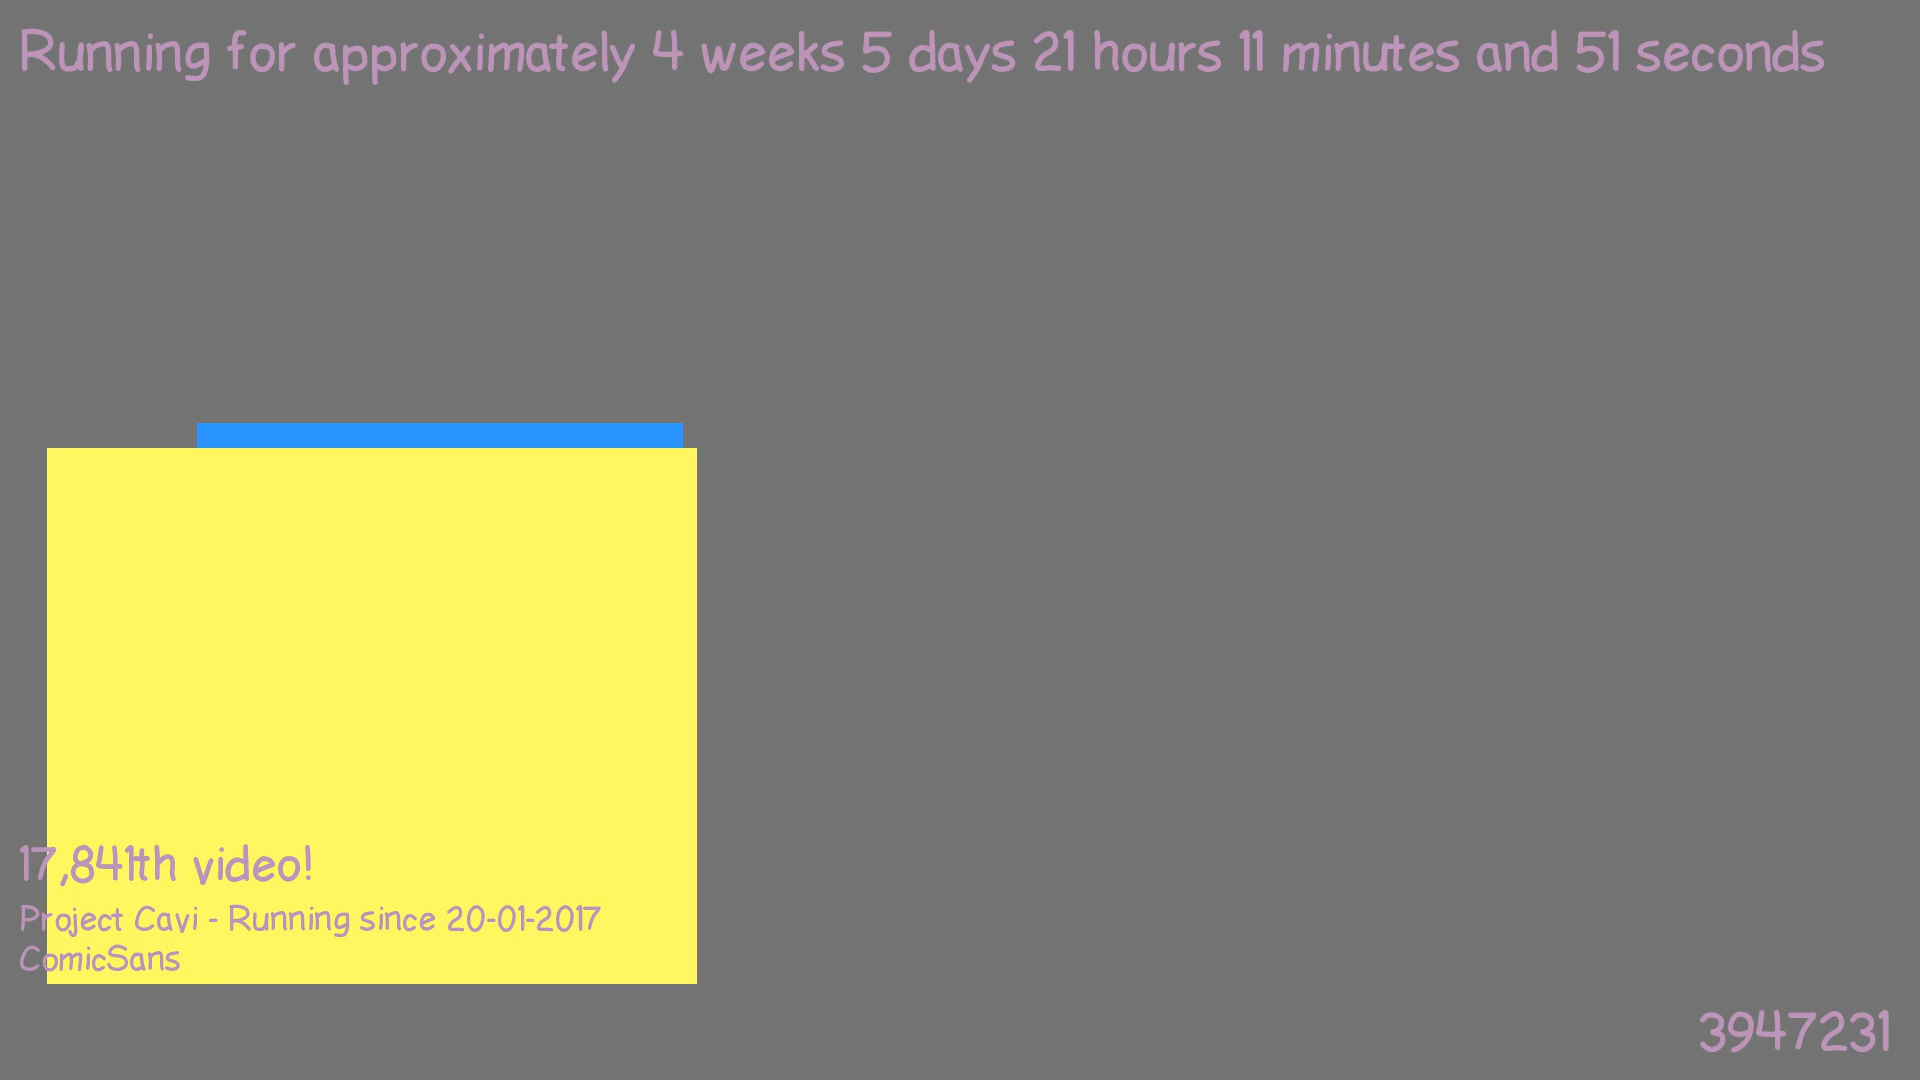 Running for approximately 4 weeks 5 days 21 hours 11 minutes and 51 seconds
17,841th video!
Project Cavi - Running since 20-01-2017
ComicSans
3947231